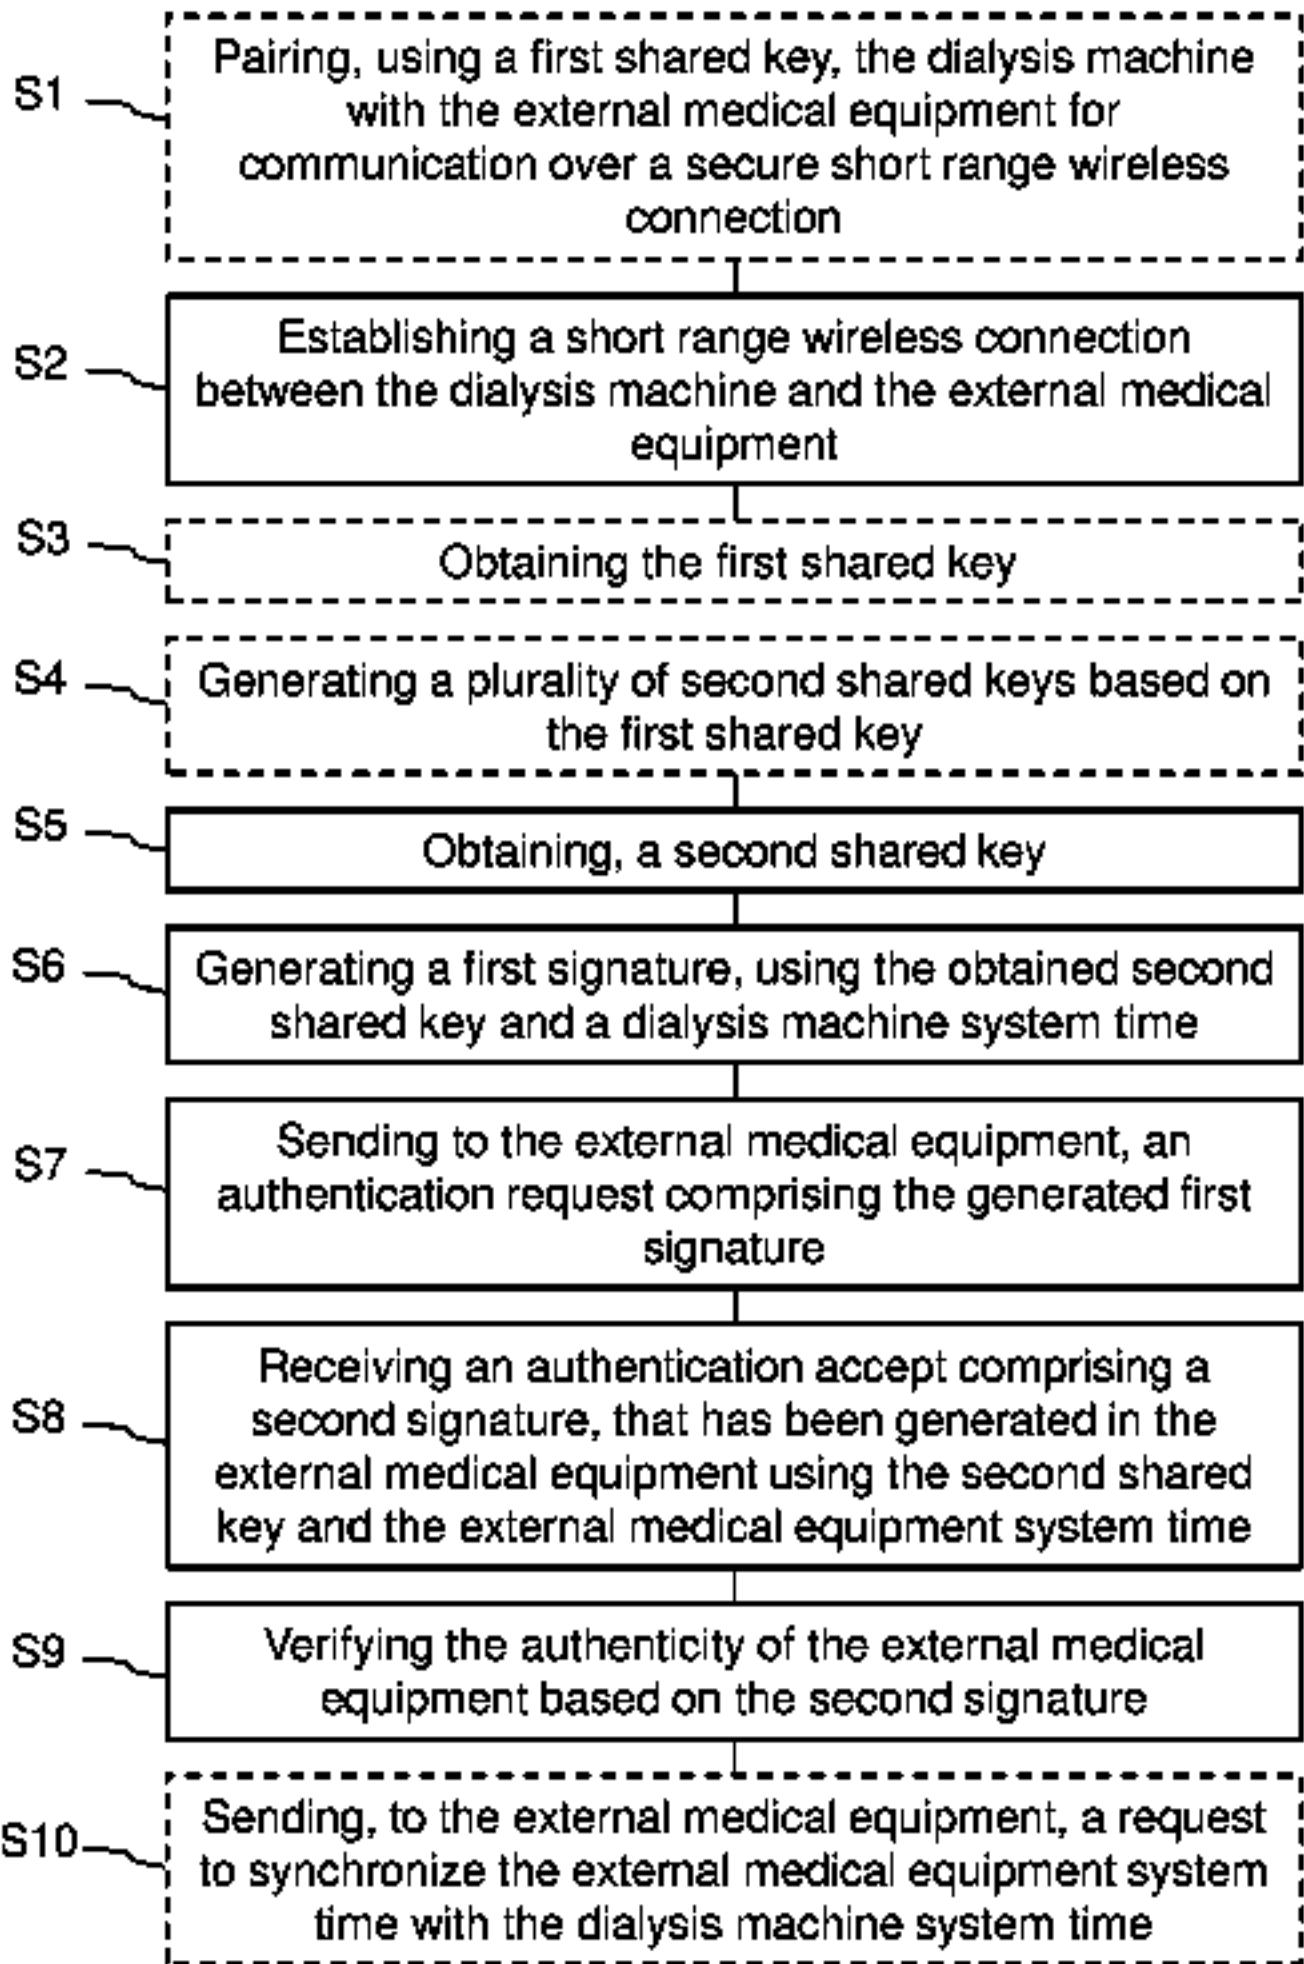 S1
Pairing, using a first shared key, the dialysis machine
with the external medical equipment for
communication over a secure short range wireless
connection
S2
Establishing a short range wireless connection
between the dialysis machine and the external medical
equipment
S3
Obtaining the first shared key
S4
Generating a plurality of second shared keys based on
the first shared key
S5
Obtaining, a second shared key
S6
Generating a first signature, using the obtained second
shared key and a dialysis machine system time
S7
Sending to the external medical equipment, an
authentication request comprising the generated first
signature
S8
Receiving an authentication accept comprising a
second signature, that has been generated in the
external medical equipment using the second shared
key and the external medical equipment system time
S9
Verifying the authenticity of the external medical
equipment based on the second signature
S10
Sending, to the external medical equipment, a request
to synchronize the external medical equipment system
time with the dialysis machine system time